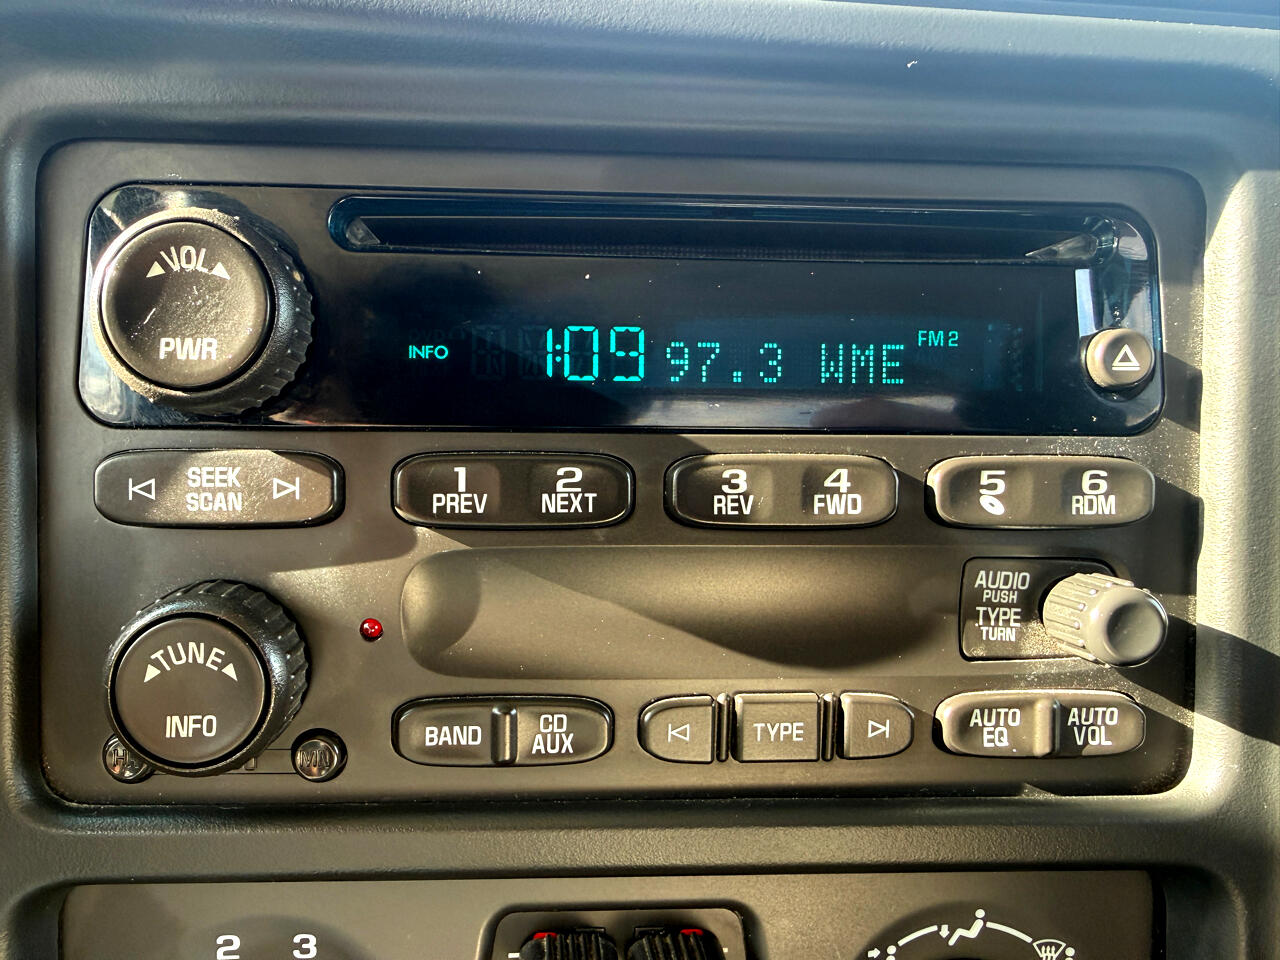 VOL
PWR
INFO
1:09
97.3 WME
FM2
SEEK
SCAN
1
PREV
2
NEXT
3
REV
4
FWD
5
6
RDM
AUDIO
PUSH
TYPE
TURN
TUNE
INFO
MN
BAND
CD
AUX
TYPE
AUTO
EQ
AUTO
VOL
2 3